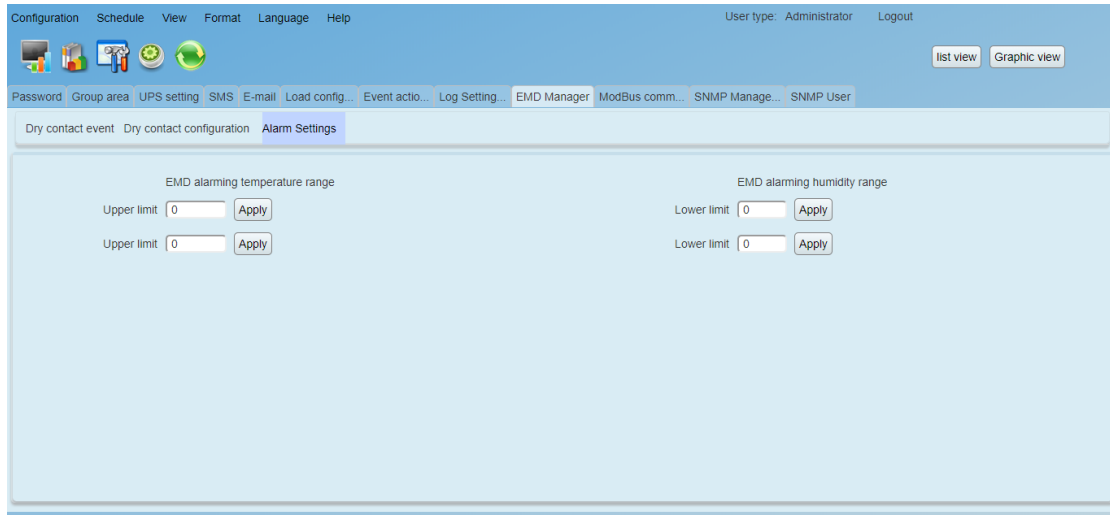 Configuration Schedule View Format Language Help User type: Administrator Logout
list view Graphic view
Password Group area UPS setting SMS E-mail Load config... Event actio... Log Setting... EMD Manager ModBus comm... SNMP Manage... SNMP User
Dry contact event Dry contact configuration Alarm Settings
EMD alarming temperature range EMD alarming humidity range
Upper limit 0 Apply Lower limit 0 Apply
Upper limit 0 Apply Lower limit 0 Apply